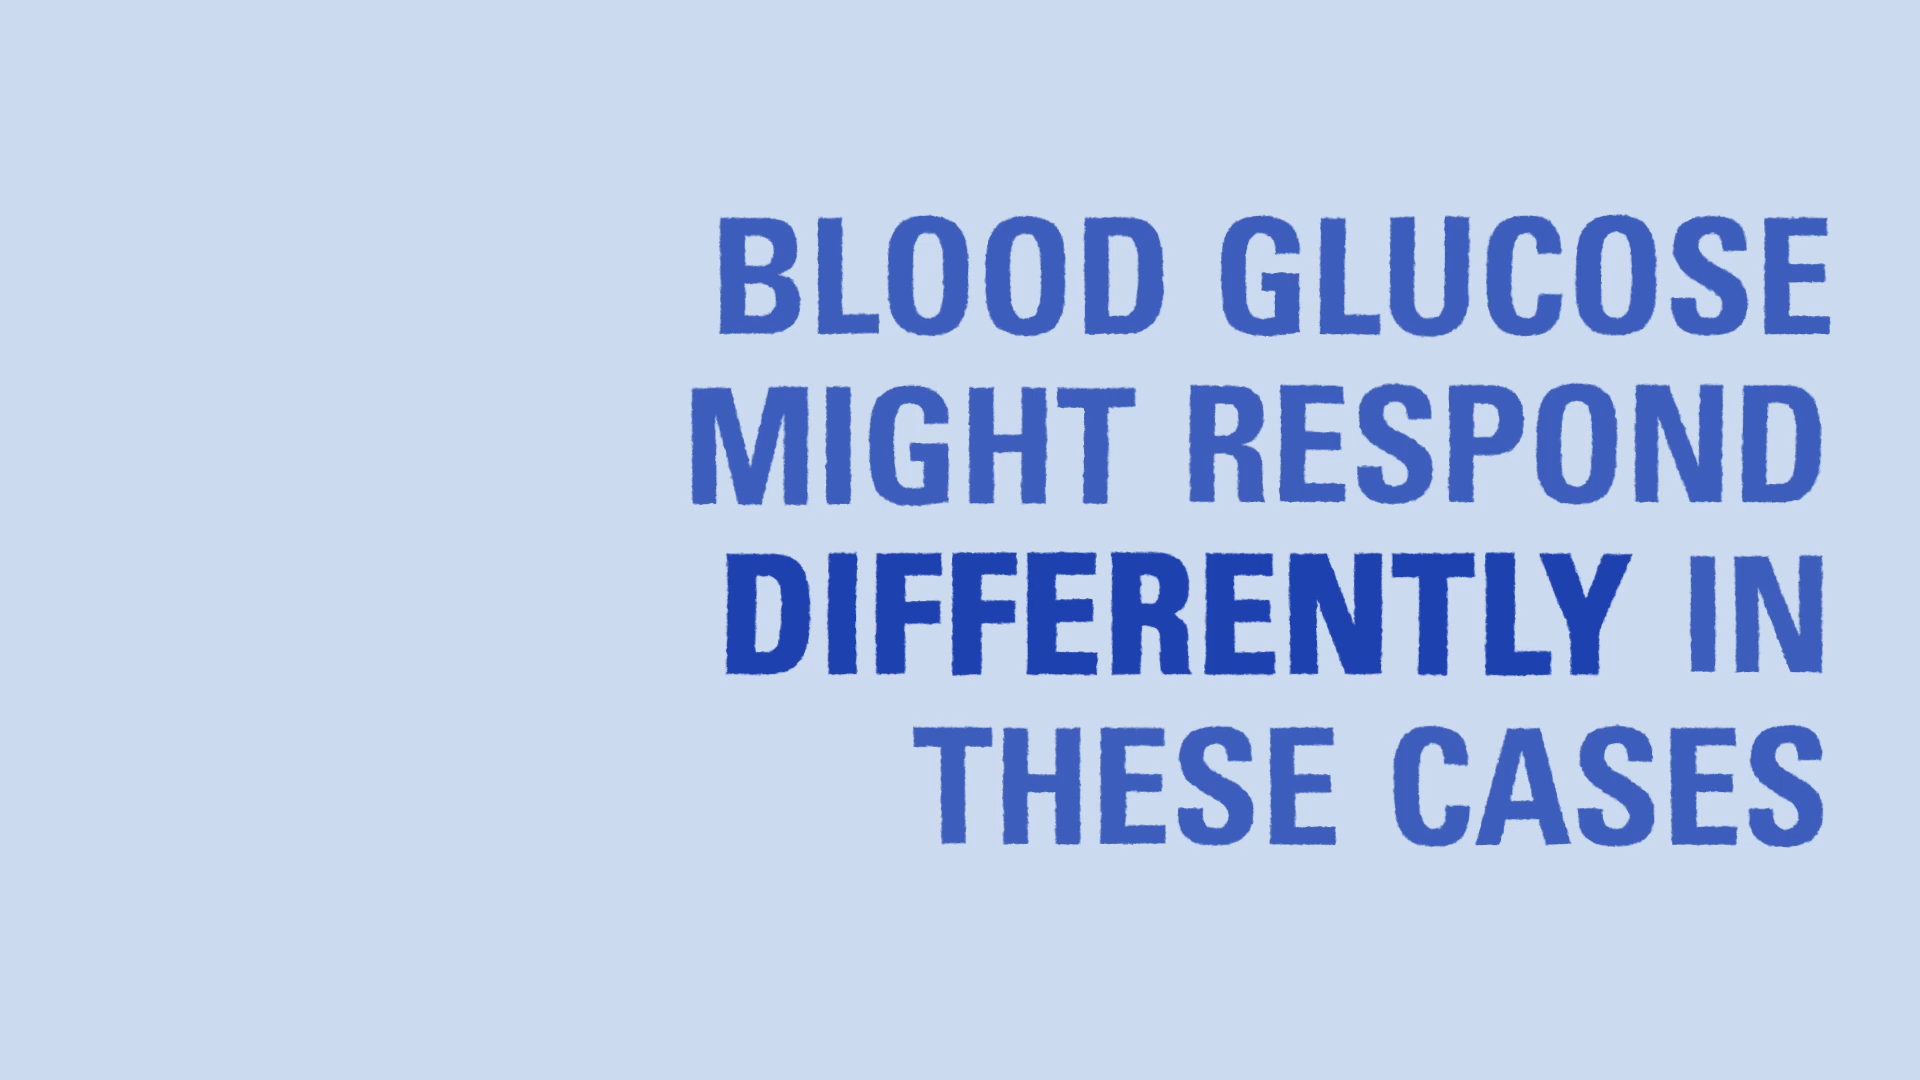 BLOOD GLUCOSE
MIGHT RESPOND
DIFFERENTLY IN
THESE CASES